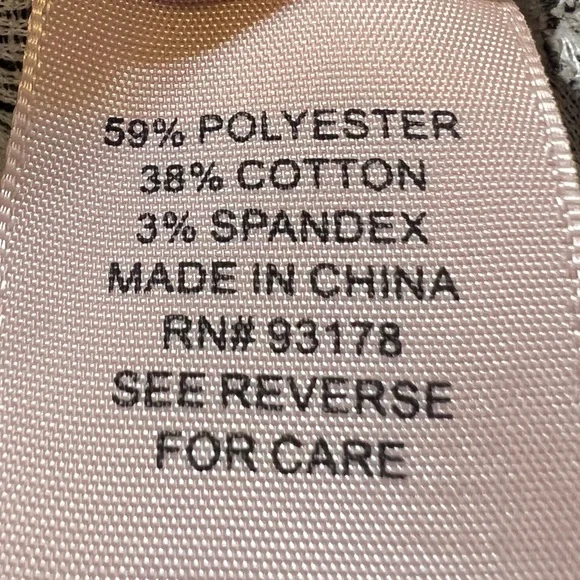 59% POLYESTER
38% COTTON
3% SPANDEX
MADE IN CHINA
RN# 93178
SEE REVERSE
FOR CARE